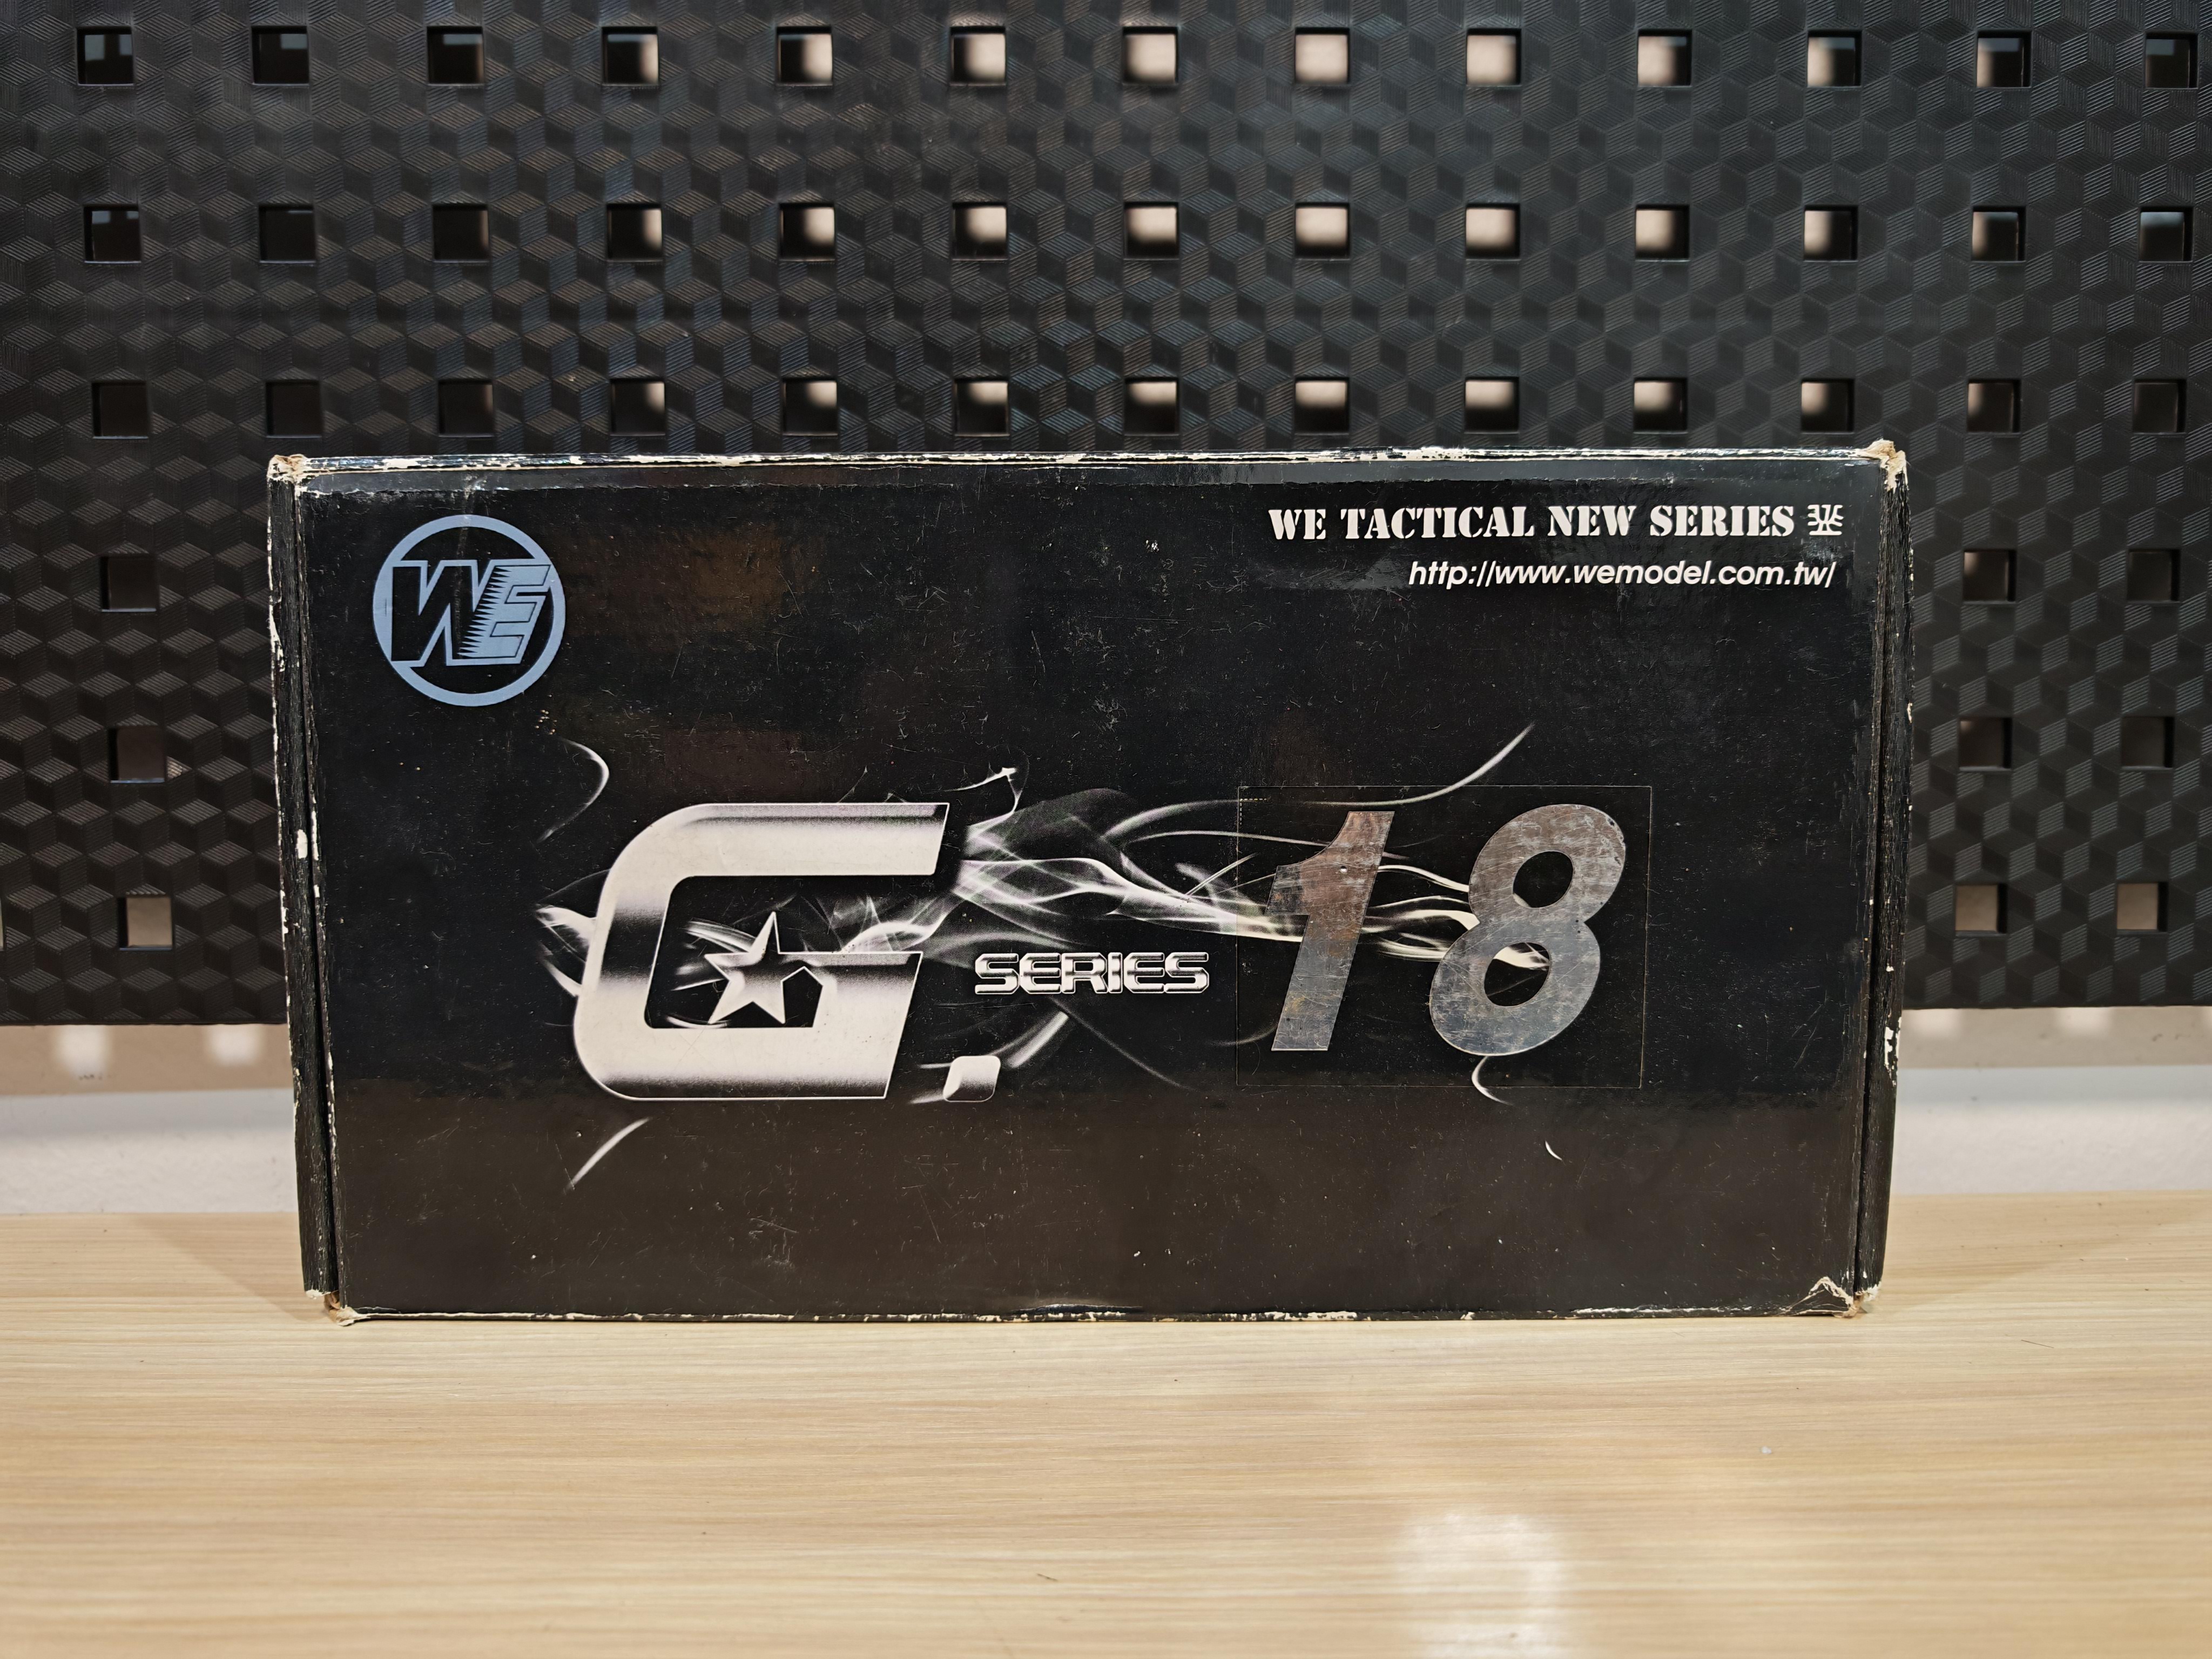 WE
WE TACTICAL NEW SERIES
http://www.wemodel.com.tw/
G. SERIES 18